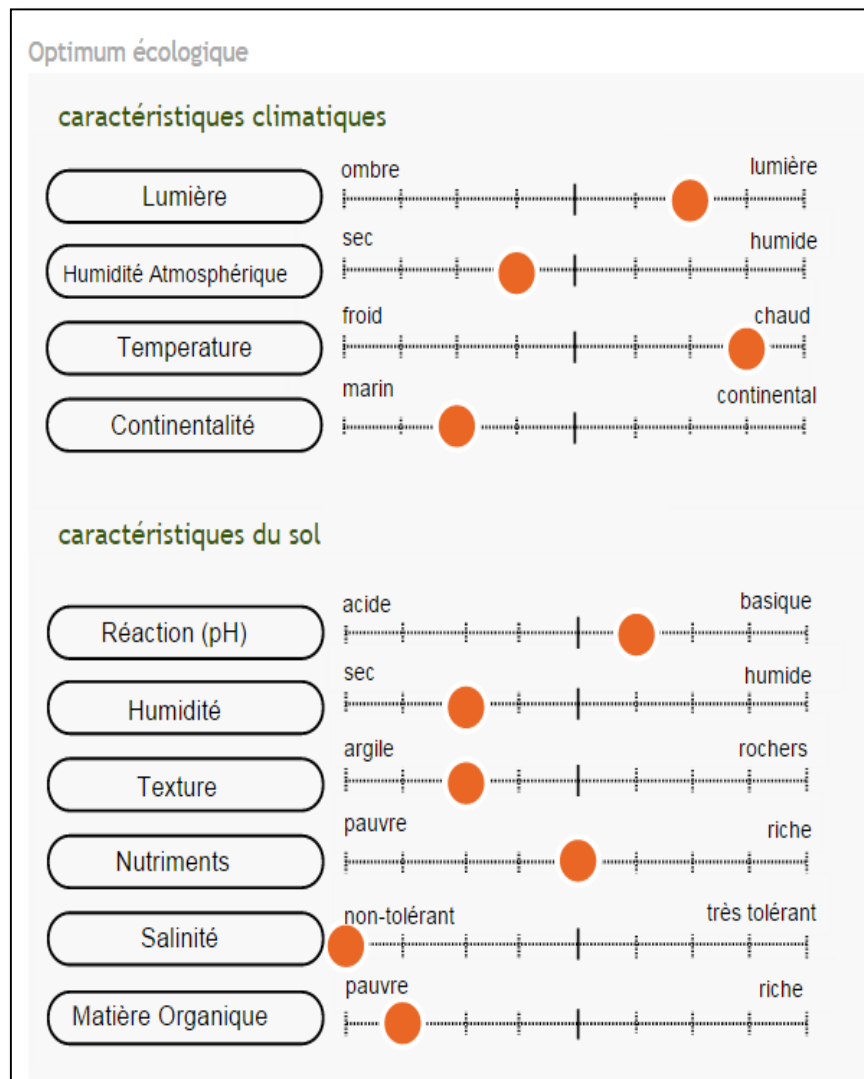 Optimum écologique
caractéristiques climatiques
Lumière
ombre
lumière
Humidité Atmosphérique
sec
humide
Temperature
froid
chaud
Continentalité
marin
continental
caractéristiques du sol
Réaction (pH)
acide
basique
Humidité
sec
humide
Texture
argile
rochers
Nutriments
pauvre
riche
Salinité
non-tolérant
très tolérant
Matière Organique
pauvre
riche